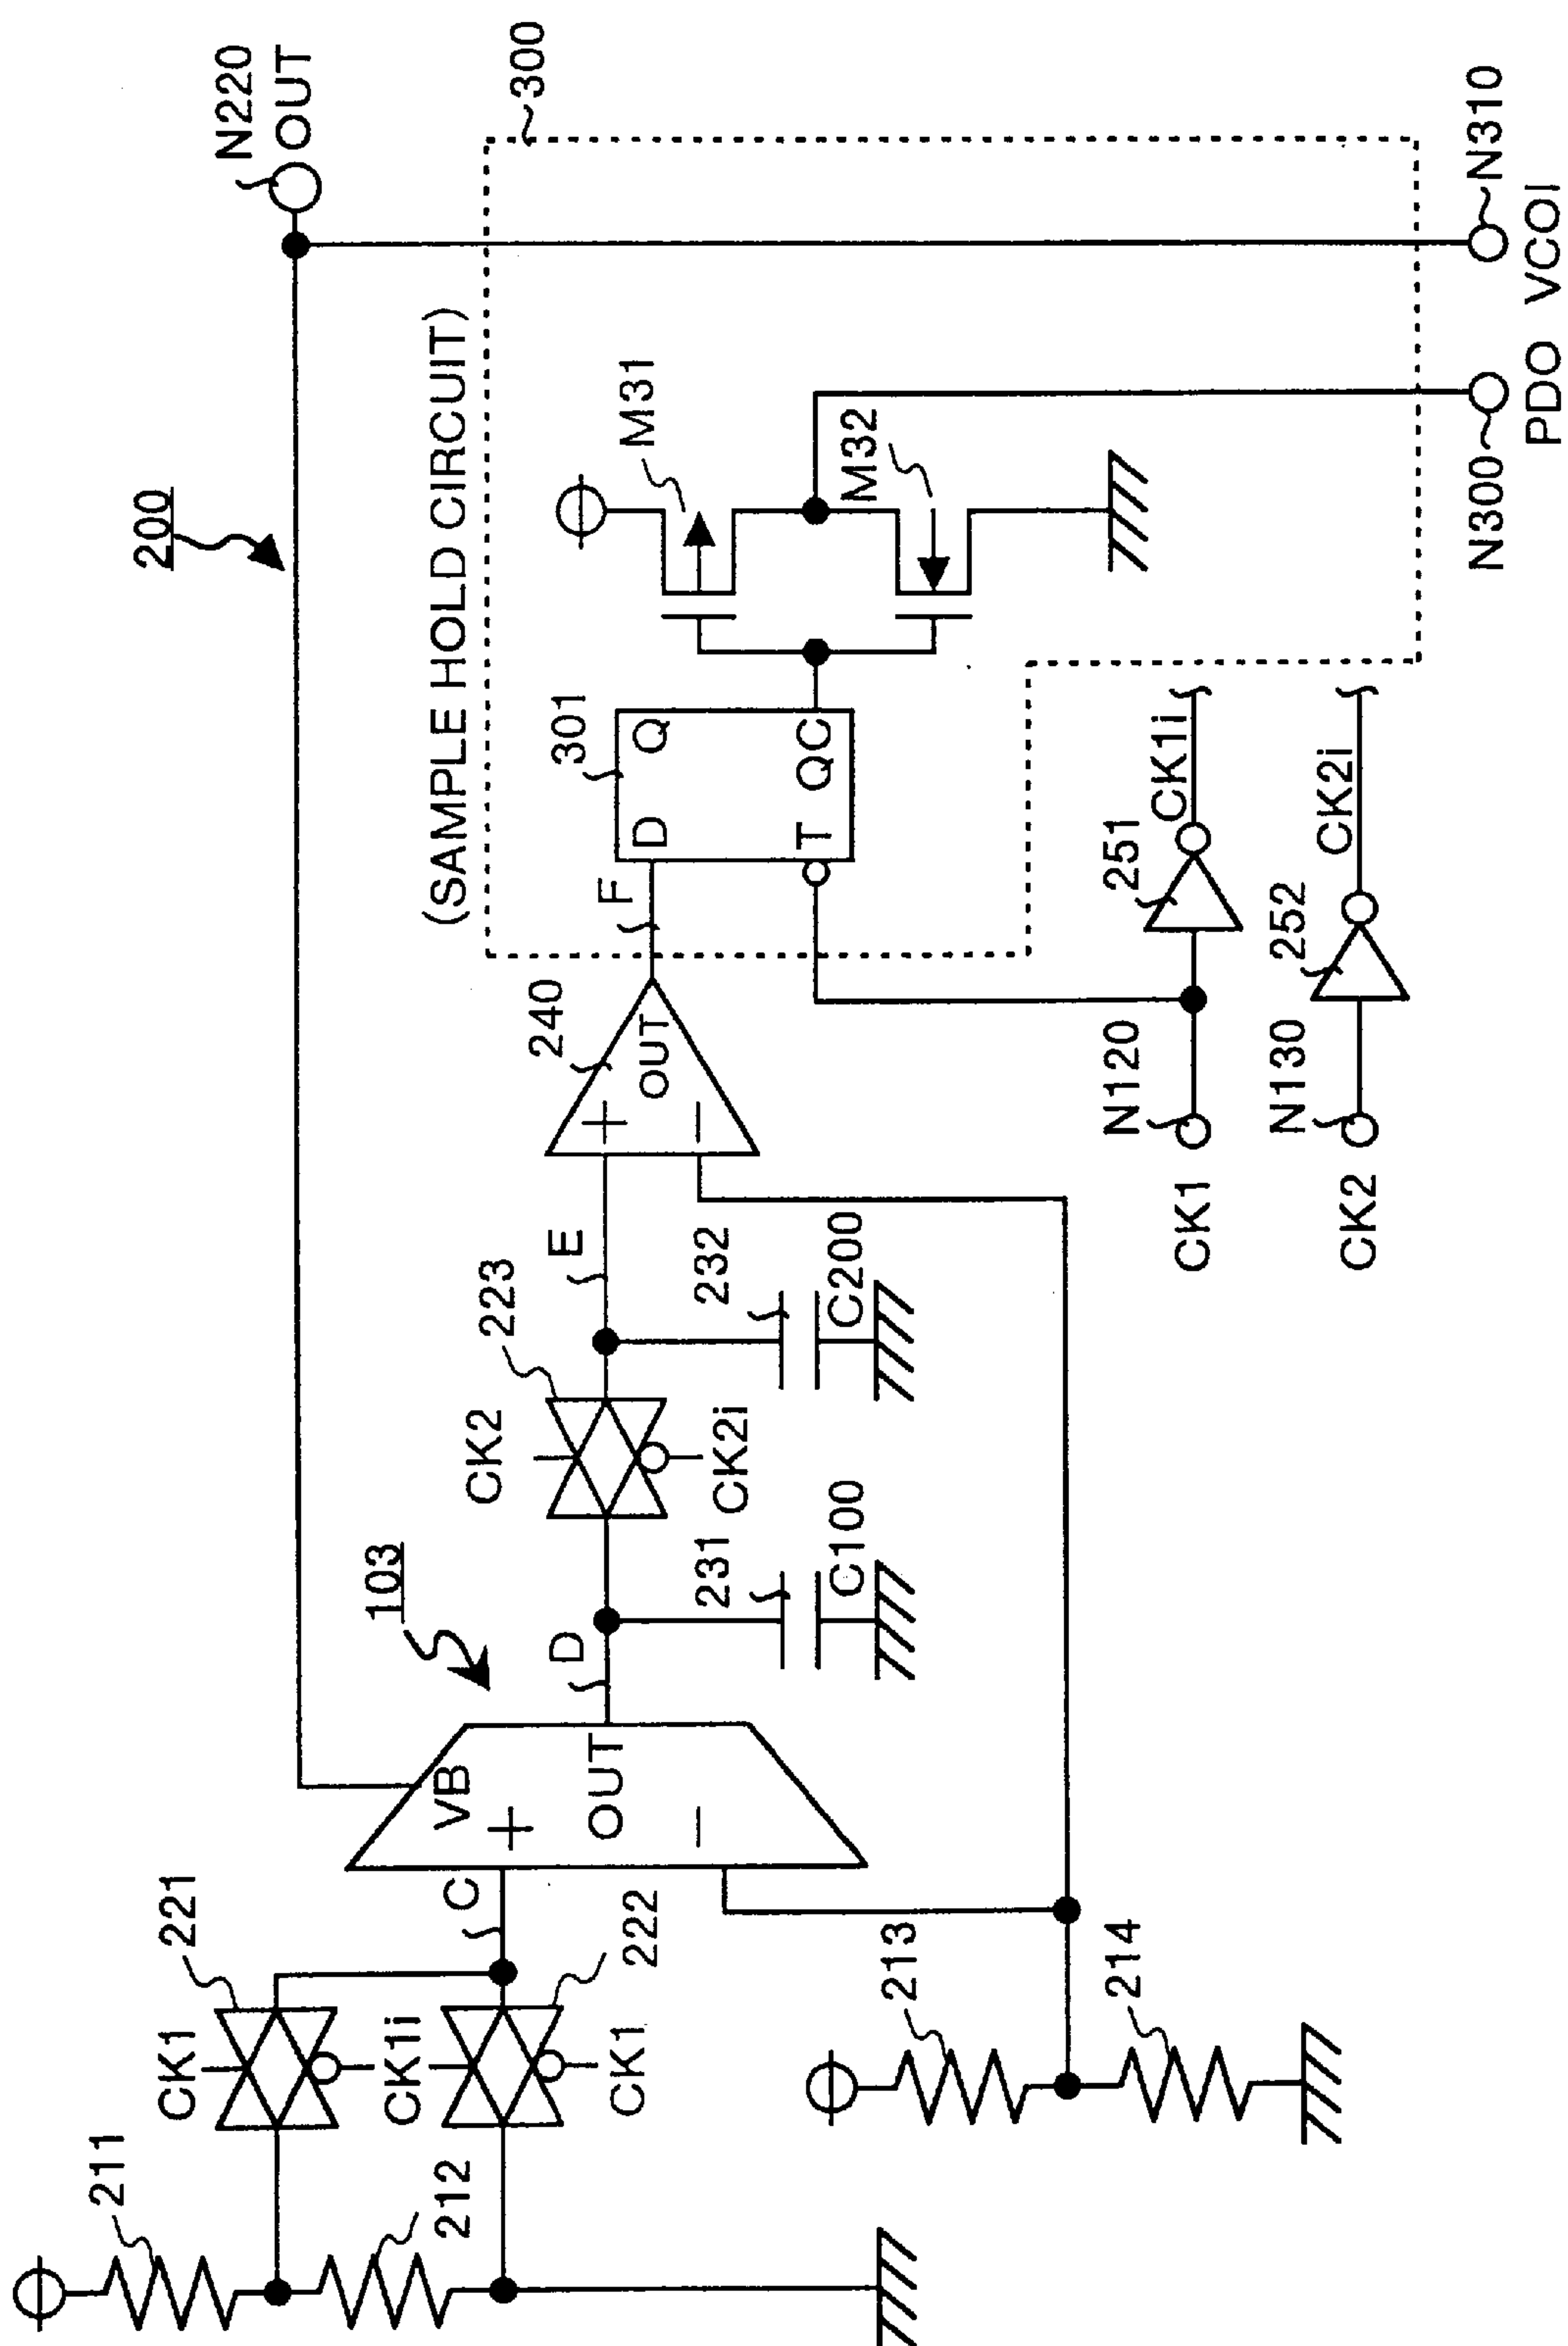 200
N220
OUT
300
(SAMPLE HOLD CIRCUIT)
103
211
212
CK1
221
CK1i
CK1
222
C
VB
+
OUT
−
D
231
C100
CK2
223
CK2i
E
232
C200
240
+
OUT
−
F
301
D
Q
T
QC
M31
M32
213
214
CK1
N120
251
CK1i
CK2
N130
252
CK2i
N300
PDO
N310
VCOI